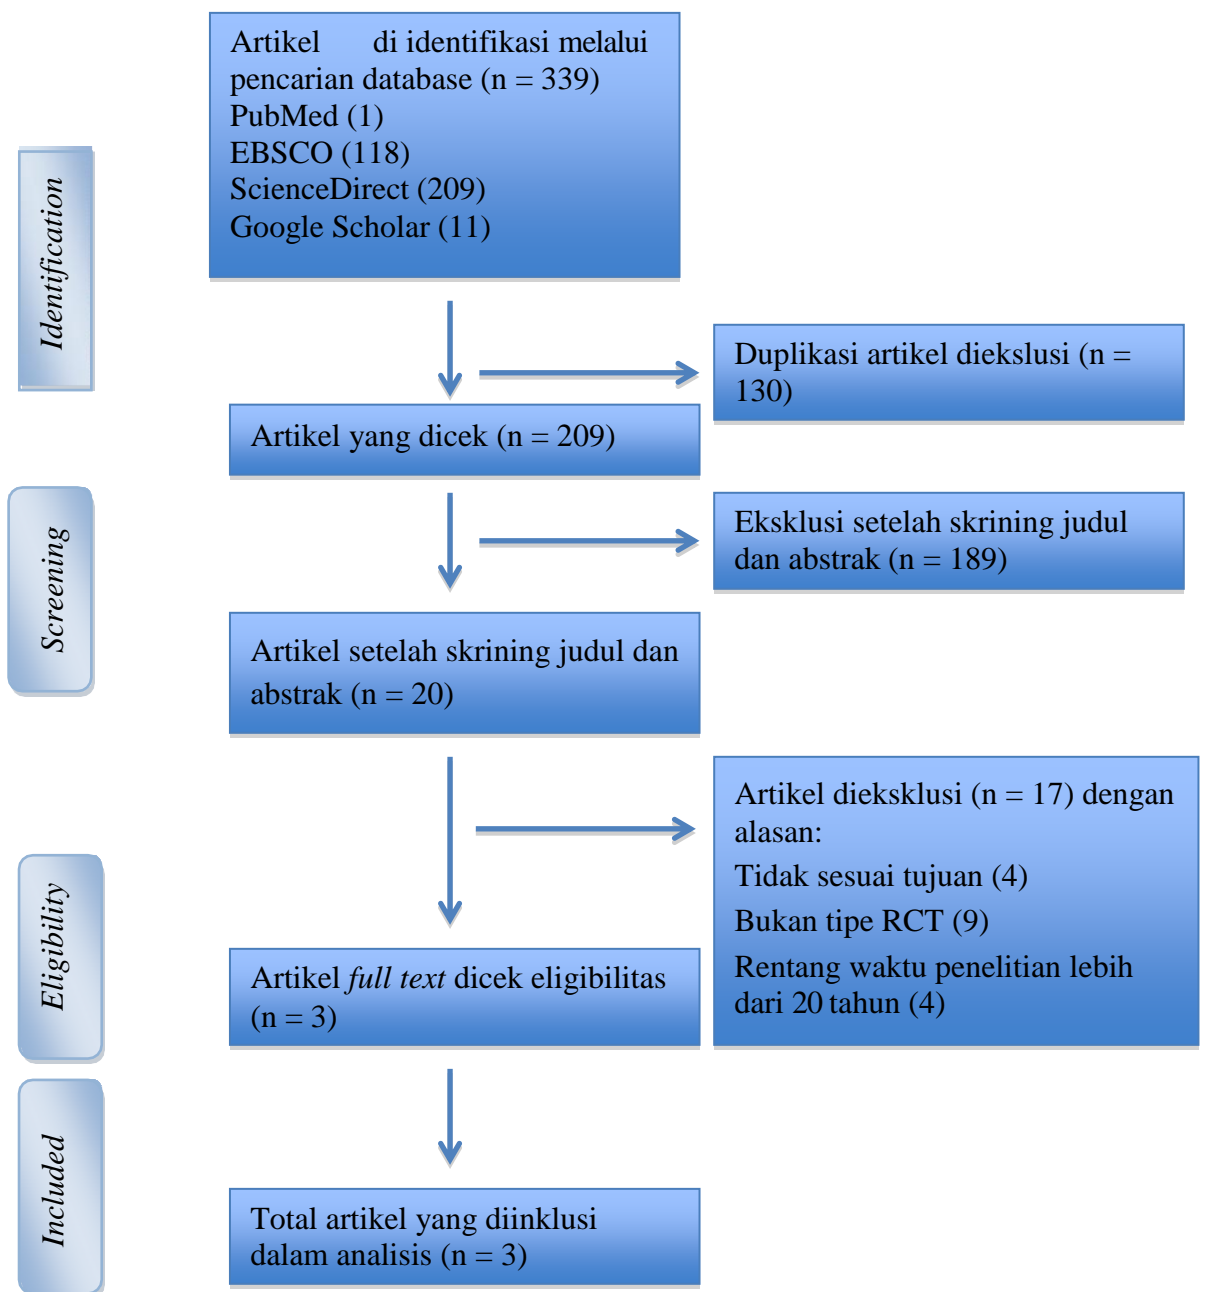 Artikel di identifikasi melalui
pencarian database (n = 339)
PubMed (1)
EBSCO (118)
ScienceDirect (209)
Google Scholar (11)
Identification
Duplikasi artikel diekslusi (n =
130)
Artikel yang dicek (n = 209)
Screening
Eksklusi setelah skrining judul
dan abstrak (n = 189)
Artikel setelah skrining judul dan
abstrak (n = 20)
Artikel dieksklusi (n = 17) dengan
alasan:
Tidak sesuai tujuan (4)
Bukan tipe RCT (9)
Rentang waktu penelitian lebih
dari 20 tahun (4)
Eligibility
Artikel full text dicek eligibilitas
(n = 3)
Included
Total artikel yang diinklusi
dalam analisis (n = 3)